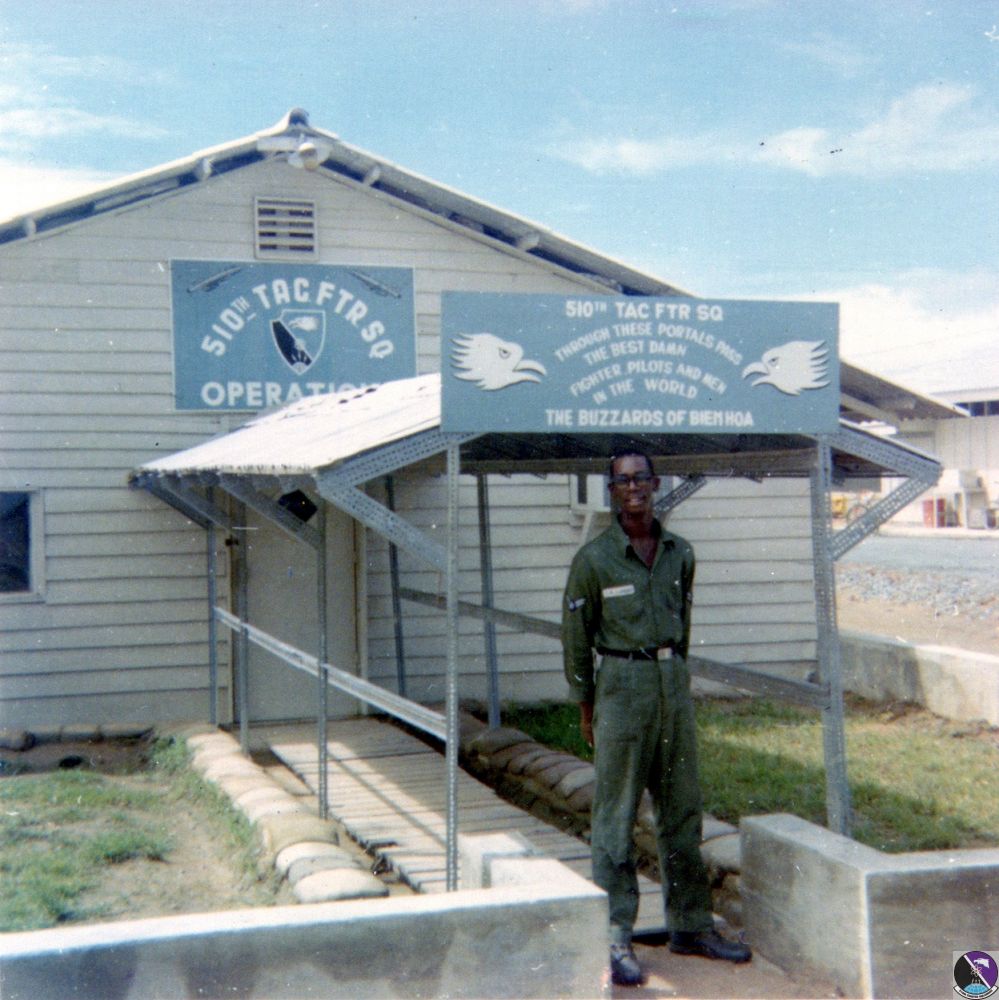 510TH TAC FTR SQ
510TH TAC FTR SQ
THROUGH THESE PORTALS PASS
THE BEST DAMN
FIGHTER PILOTS AND MEN
IN THE WORLD
THE BUZZARDS OF BIEN HOA